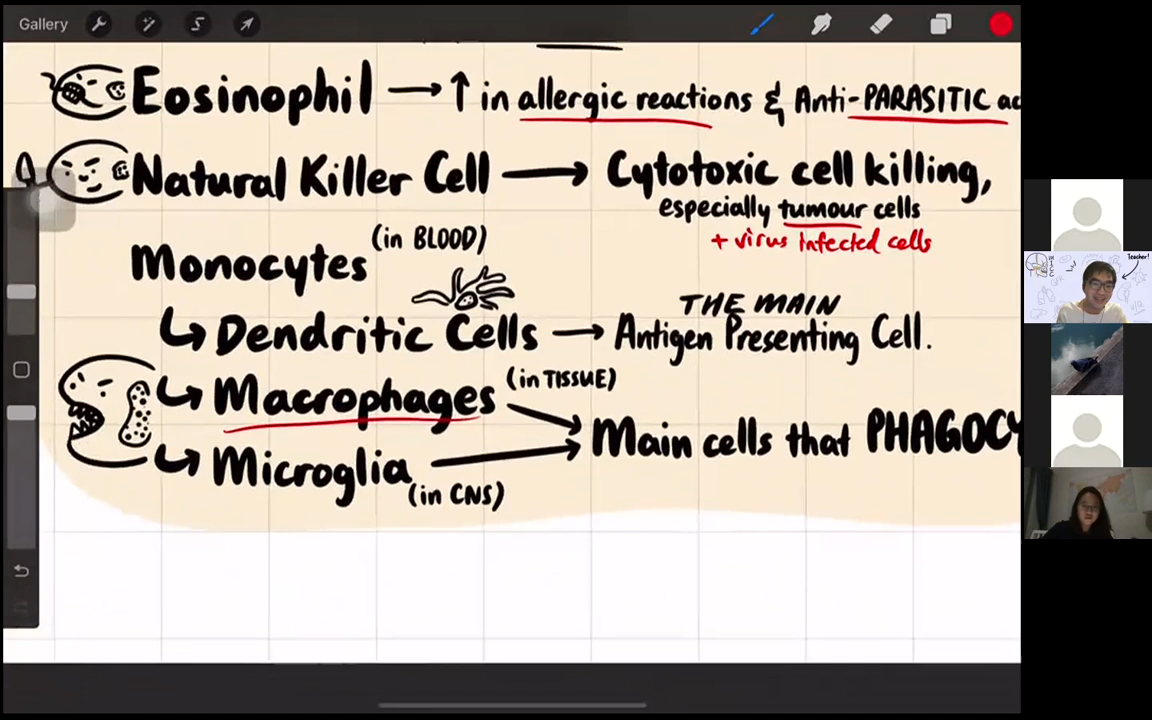 Gallery
Eosinophil → ↑ in allergic reactions & Anti-PARASITIC
Natural Killer Cell → Cytotoxic cell killing,
especially tumour cells
+ virus infected cells
Monocytes (in BLOOD)
↳ Dendritic Cells → THE MAIN
Antigen Presenting Cell.
↳ Macrophages (in TISSUE)
Main cells that
↳ Microglia (in CNS)
Teacher!